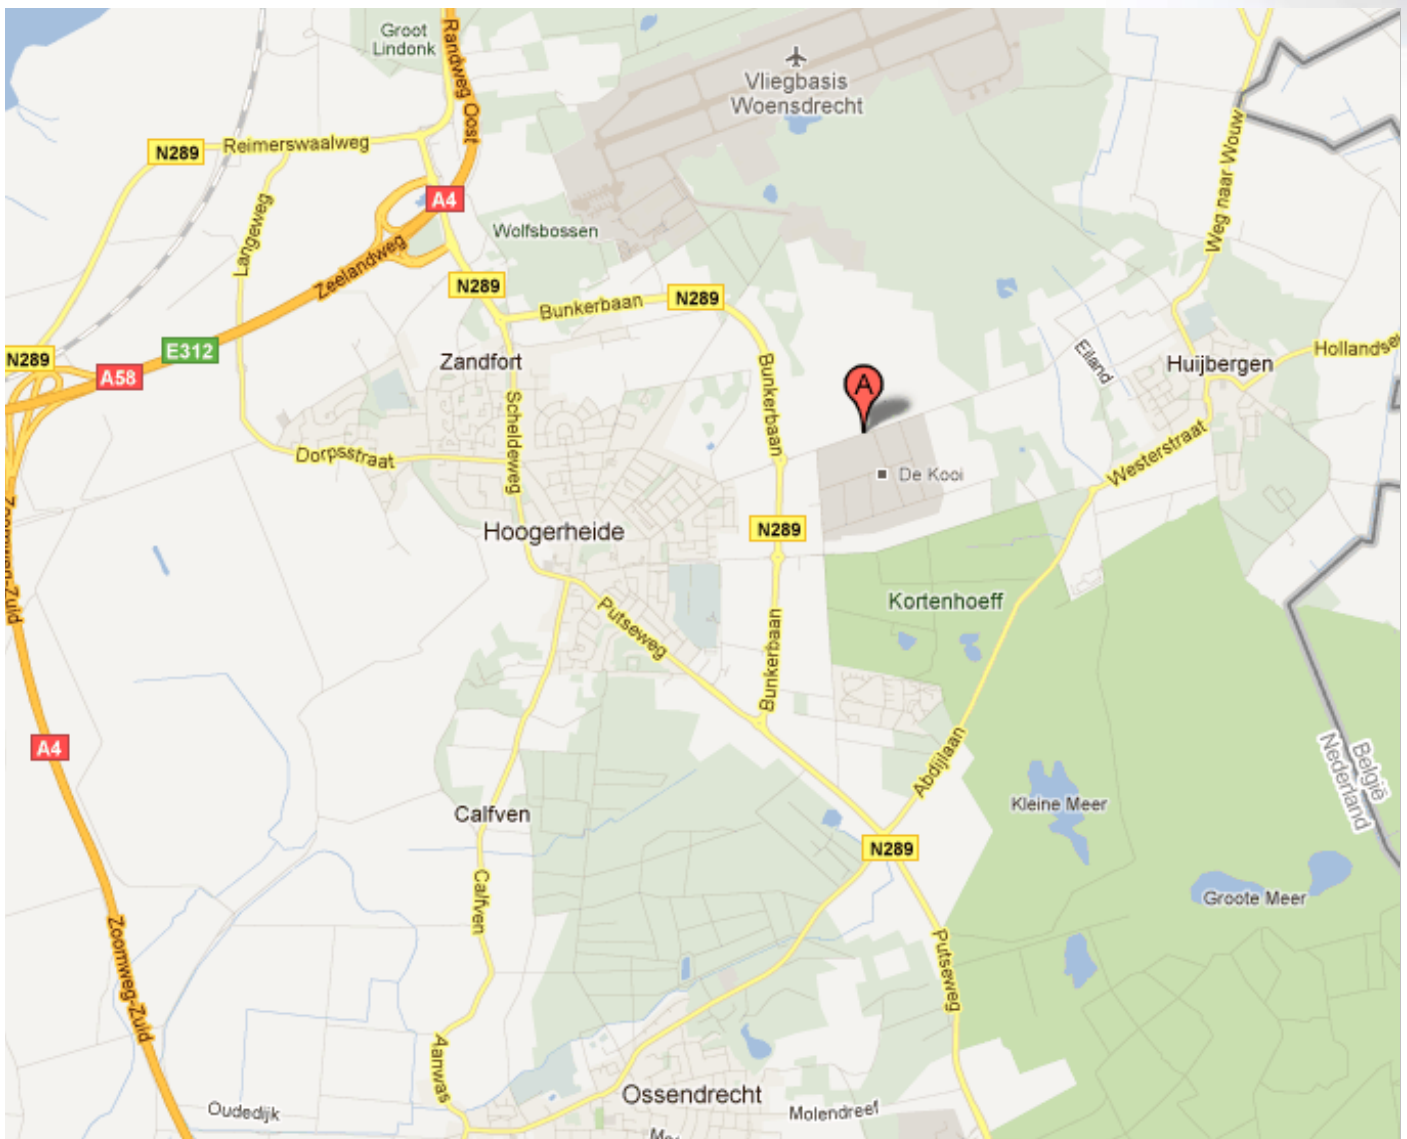 Groot
Lindonk
Randweg Oost
Vliegbasis
Woensdrecht
N289
Reimerswaalweg
A4
Weg naar Wouw
Langeweg
Wolfsbossen
Zeelandweg
N289
Bunkerbaan
N289
E312
N289
A58
Zandfort
Bunkerbaan
A
Eiland
Huijbergen
Hollandse
Scheldeweg
Dorpsstraat
De Kooi
Westerstraat
Hoogerheide
N289
Zoomweg-Zuid
Kortenhoeff
Putseweg
Bunkerbaan
A4
Abdijlaan
België
Nederland
Kleine Meer
Calfven
N289
Calfven
Groote Meer
Zoomweg-Zuid
Putseweg
Aanwas
Ossendrecht
Oudedijk
Molendreef